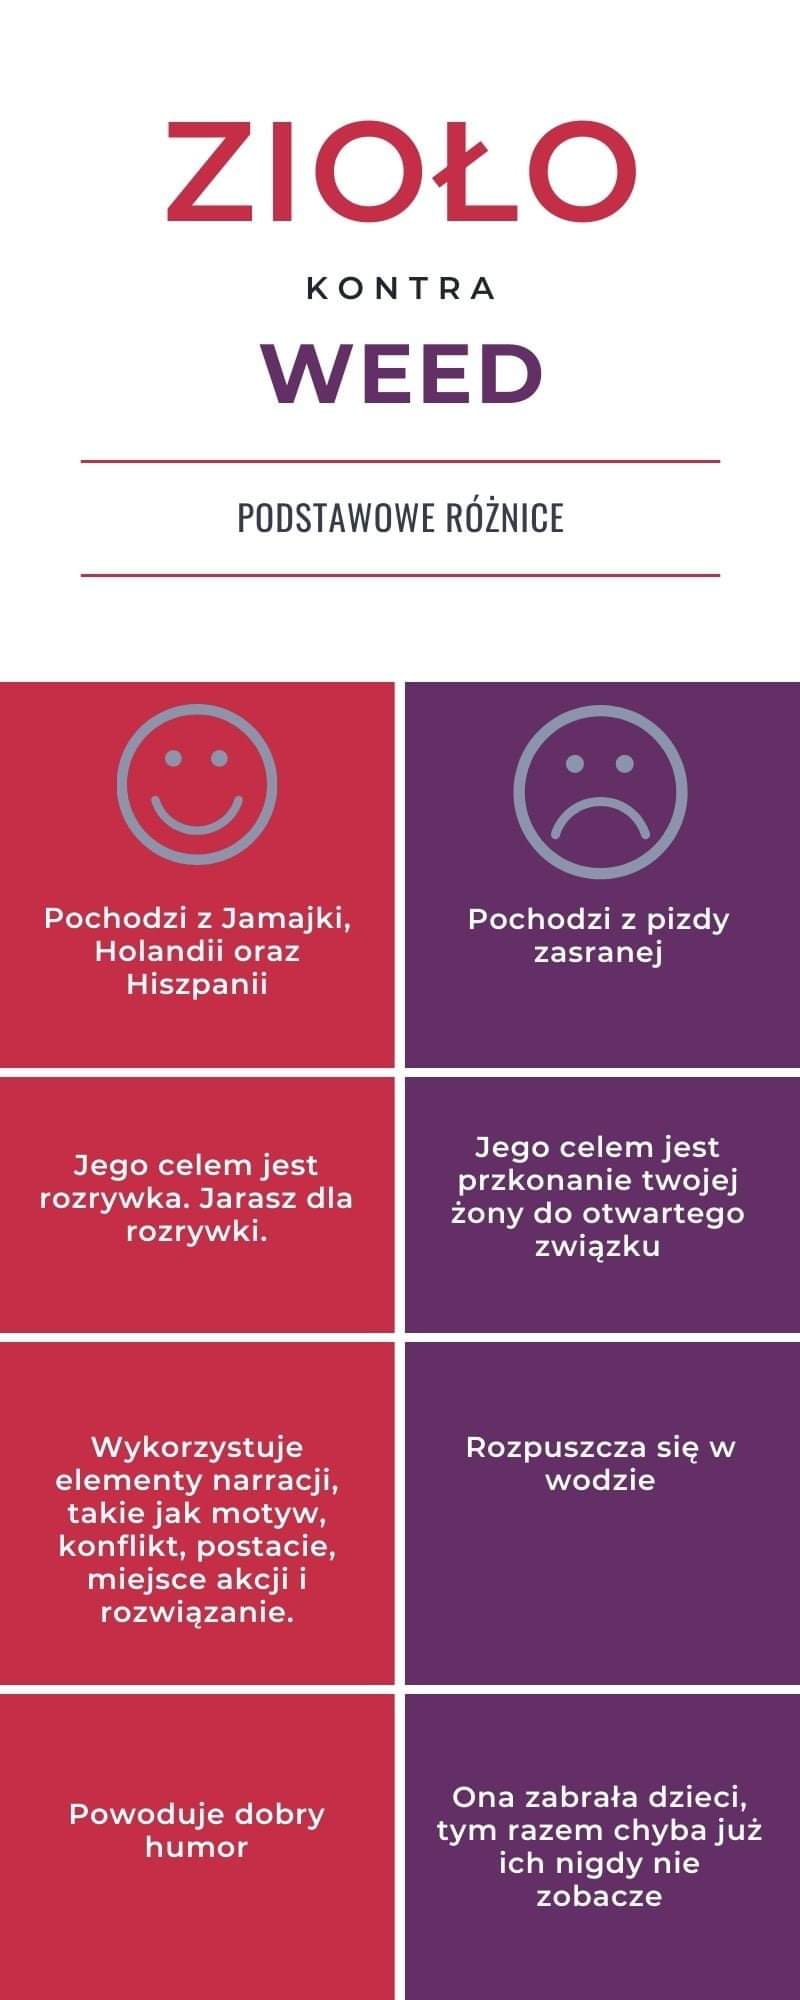 ZIOŁO
KONTRA
WEED
PODSTAWOWE RÓŻNICE
Pochodzi z Jamajki,
Holandii oraz
Hiszpanii
Pochodzi z pizdy
zasranej
Jego celem jest
rozrywka. Jarasz dla
rozrywki.
Jego celem jest
przkonanie twojej
żony do otwartego
związku
Wykorzystuje
elementy narracji,
takie jak motyw,
konflikt, postacie,
miejsce akcji i
rozwiązanie.
Rozpuszcza się w
wodzie
Powoduje dobry
humor
Ona zabrała dzieci,
tym razem chyba już
ich nigdy nie
zobacze